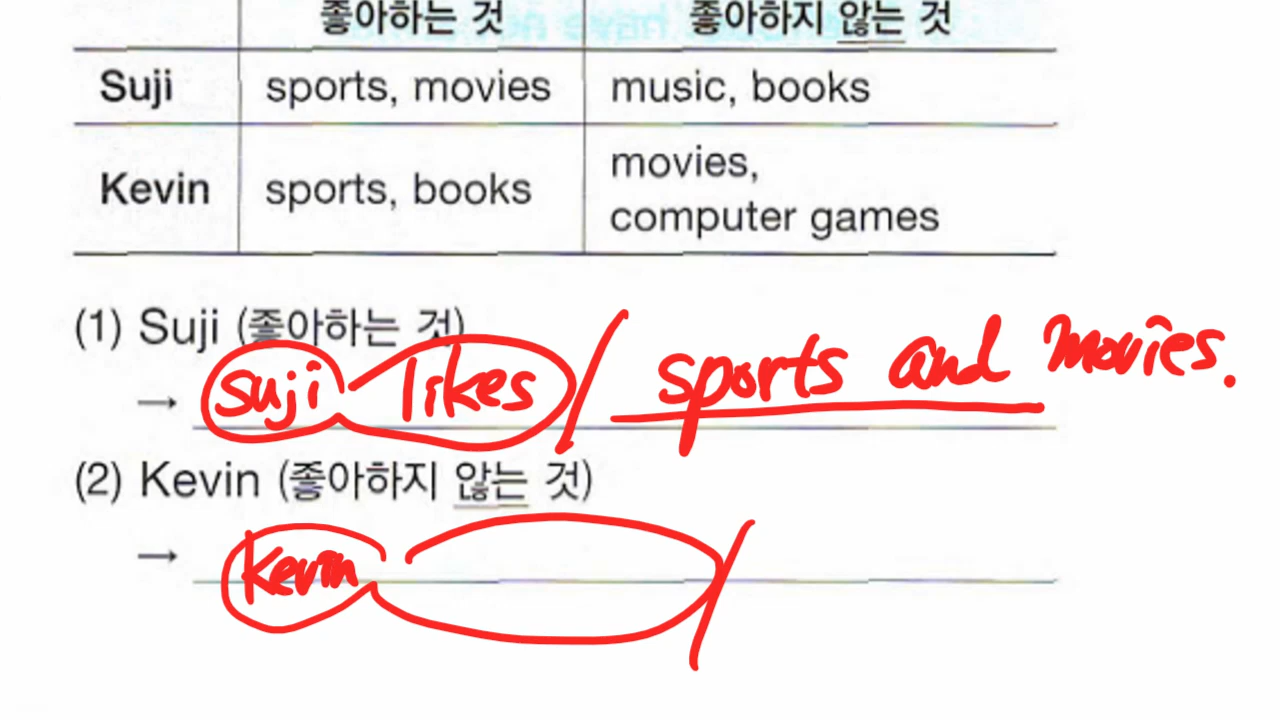 좋아하는 것 좋아하지 않는 것
Suji sports, movies music, books
Kevin sports, books movies,
computer games
(1) Suji (좋아하는 것)
→ suji likes / sports and movies.
(2) Kevin (좋아하지 않는 것)
→ Kevin /